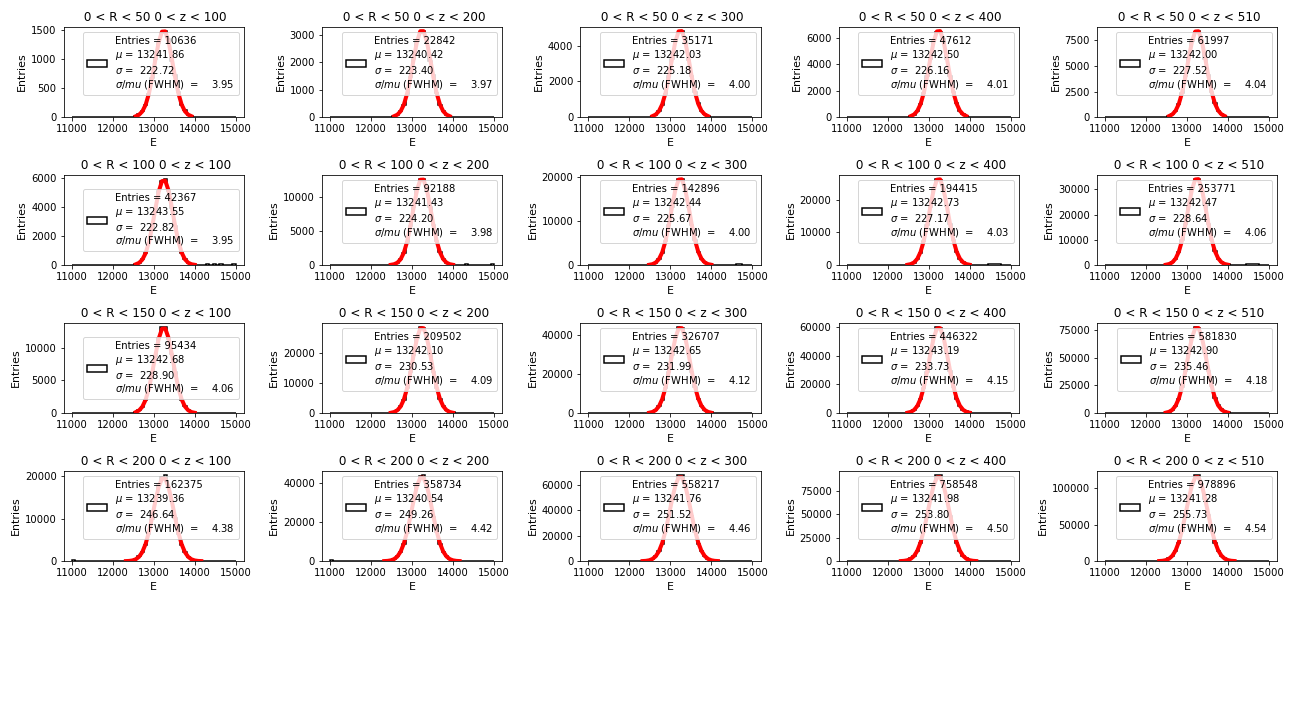 0 < R < 50 0 < z < 100
Entries
1500
1000
500
0
Entries = 10636
μ = 13241.86
σ = 222.72
σ/mu (FWHM) = 3.95
11000 12000 13000 14000 15000
E
0 < R < 50 0 < z < 200
Entries
3000
2000
1000
0
Entries = 22842
μ = 13240.42
σ = 223.40
σ/mu (FWHM) = 3.97
11000 12000 13000 14000 15000
E
0 < R < 50 0 < z < 300
Entries
4000
2000
0
Entries = 35171
μ = 13242.03
σ = 225.18
σ/mu (FWHM) = 4.00
11000 12000 13000 14000 15000
E
0 < R < 50 0 < z < 400
Entries
6000
4000
2000
0
Entries = 47612
μ = 13242.50
σ = 226.16
σ/mu (FWHM) = 4.01
11000 12000 13000 14000 15000
E
0 < R < 50 0 < z < 510
Entries
7500
5000
2500
0
Entries = 61997
μ = 13242.00
σ = 227.52
σ/mu (FWHM) = 4.04
11000 12000 13000 14000 15000
E
0 < R < 100 0 < z < 100
Entries
6000
4000
2000
0
Entries = 42367
μ = 13243.55
σ = 222.82
σ/mu (FWHM) = 3.95
11000 12000 13000 14000 15000
E
0 < R < 100 0 < z < 200
Entries
10000
5000
0
Entries = 92188
μ = 13241.43
σ = 224.20
σ/mu (FWHM) = 3.98
11000 12000 13000 14000 15000
E
0 < R < 100 0 < z < 300
Entries
20000
10000
0
Entries = 142896
μ = 13242.44
σ = 225.67
σ/mu (FWHM) = 4.00
11000 12000 13000 14000 15000
E
0 < R < 100 0 < z < 400
Entries
20000
10000
0
Entries = 194415
μ = 13242.73
σ = 227.17
σ/mu (FWHM) = 4.03
11000 12000 13000 14000 15000
E
0 < R < 100 0 < z < 510
Entries
30000
20000
10000
0
Entries = 253771
μ = 13242.47
σ = 228.64
σ/mu (FWHM) = 4.06
11000 12000 13000 14000 15000
E
0 < R < 150 0 < z < 100
Entries
10000
5000
0
Entries = 95434
μ = 13242.68
σ = 228.90
σ/mu (FWHM) = 4.06
11000 12000 13000 14000 15000
E
0 < R < 150 0 < z < 200
Entries
20000
10000
0
Entries = 209502
μ = 13242.10
σ = 230.53
σ/mu (FWHM) = 4.09
11000 12000 13000 14000 15000
E
0 < R < 150 0 < z < 300
Entries
40000
20000
0
Entries = 326707
μ = 13242.65
σ = 231.99
σ/mu (FWHM) = 4.12
11000 12000 13000 14000 15000
E
0 < R < 150 0 < z < 400
Entries
60000
40000
20000
0
Entries = 446322
μ = 13243.19
σ = 233.73
σ/mu (FWHM) = 4.15
11000 12000 13000 14000 15000
E
0 < R < 150 0 < z < 510
Entries
75000
50000
25000
0
Entries = 581830
μ = 13242.90
σ = 235.46
σ/mu (FWHM) = 4.18
11000 12000 13000 14000 15000
E
0 < R < 200 0 < z < 100
Entries
20000
10000
0
Entries = 162375
μ = 13239.36
σ = 246.64
σ/mu (FWHM) = 4.38
11000 12000 13000 14000 15000
E
0 < R < 200 0 < z < 200
Entries
40000
20000
0
Entries = 358734
μ = 13240.54
σ = 249.26
σ/mu (FWHM) = 4.42
11000 12000 13000 14000 15000
E
0 < R < 200 0 < z < 300
Entries
60000
40000
20000
0
Entries = 558217
μ = 13241.76
σ = 251.52
σ/mu (FWHM) = 4.46
11000 12000 13000 14000 15000
E
0 < R < 200 0 < z < 400
Entries
75000
50000
25000
0
Entries = 758548
μ = 13241.98
σ = 253.80
σ/mu (FWHM) = 4.50
11000 12000 13000 14000 15000
E
0 < R < 200 0 < z < 510
Entries
100000
50000
0
Entries = 978896
μ = 13241.28
σ = 255.73
σ/mu (FWHM) = 4.54
11000 12000 13000 14000 15000
E